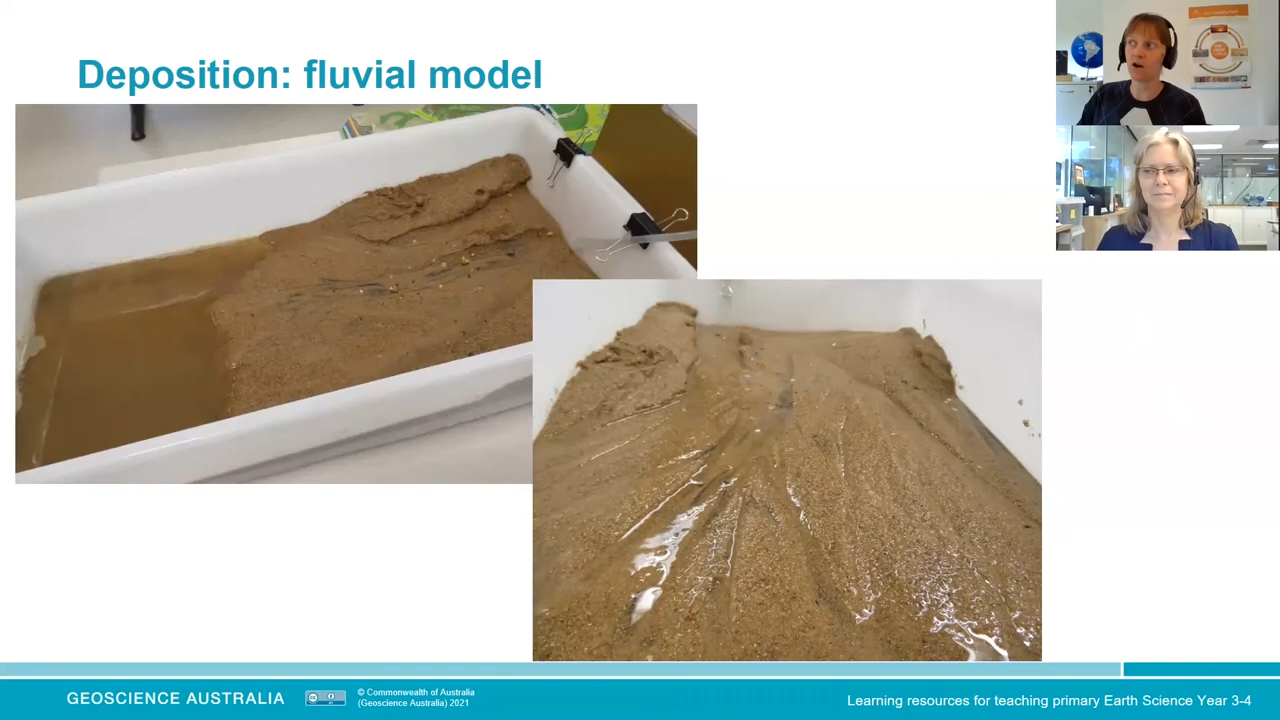 Deposition: fluvial model
GEOSCIENCE AUSTRALIA
© Commonwealth of Australia
(Geoscience Australia) 2021
Learning resources for teaching primary Earth Science Year 3-4